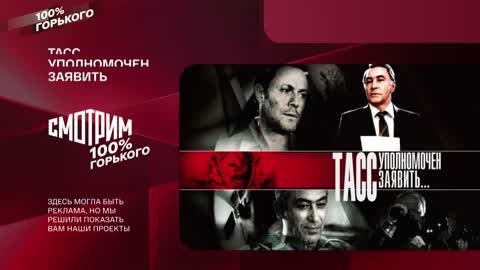 100%
ГОРЬКОГО
ТАСС
УПОЛНОМОЧЕН
ЗАЯВИТЬ
СМОТРИМ
100%
ГОРЬКОГО
ЗДЕСЬ МОГЛА БЫТЬ
РЕКЛАМА, НО МЫ
РЕШИЛИ ПОКАЗАТЬ
ВАМ НАШИ ПРОЕКТЫ
ТАСС УПОЛНОМОЧЕН
ЗАЯВИТЬ...